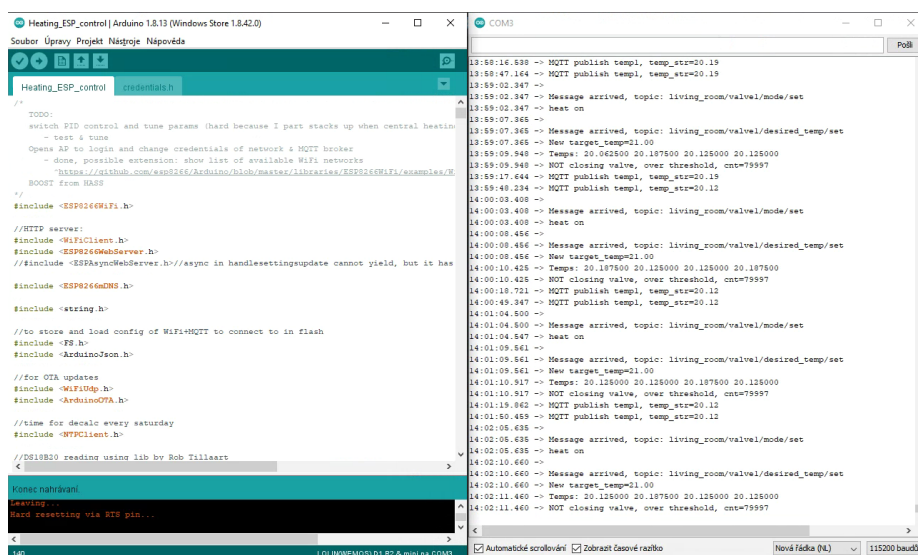 Heating_ESP_control | Arduino 1.8.13 (Windows Store 1.8.42.0)
Soubor Úpravy Projekt Nástroje Nápověda
Heating_ESP_control credentials.h
/*
TODO:
switch PID control and tune params (hard because I part stacks up when central heatin
- test & tune
Opens AP to login and change credentials of network & MQTT broker
- done, possible extension: show list of available WiFi networks
"https://github.com/esp8266/Arduino/blob/master/libraries/ESP8266WiFi/examples/W
BOOST from HASS
*/
#include <ESP8266WiFi.h>
//HTTP server:
#include <WiFiClient.h>
#include <ESP8266WebServer.h>
//#include <ESPAsyncWebServer.h>//async in handlesettingsupdate cannot yield, but it has
#include <ESP8266mDNS.h>
#include <string.h>
//to store and load config of WiFi+MQTT to connect to in flash
#include <FS.h>
#include <ArduinoJson.h>
//for OTA updates
#include <WiFiUdp.h>
#include <ArduinoOTA.h>
//time for decalc every saturday
#include <NTPClient.h>
//DS18B20 reading using lib by Rob Tillaart
Konec nahrávání.
Leaving...
Hard resetting via RTS pin...
140
LOLIN(WEMOS) D1 R2 & mini na COM3
COM3
Pošli
13:58:16.538 -> MQTT publish temp1, temp_str=20.19
13:58:47.164 -> MQTT publish temp1, temp_str=20.19
13:59:02.347 ->
13:59:02.347 -> Message arrived, topic: living_room/valve1/mode/set
13:59:02.347 -> heat on
13:59:07.365 ->
13:59:07.365 -> Message arrived, topic: living_room/valve1/desired_temp/set
13:59:07.365 -> New target_temp=21.00
13:59:09.948 -> Temps: 20.062500 20.187500 20.125000 20.125000
13:59:09.948 -> NOT closing valve, over threshold, cnt=79997
13:59:17.644 -> MQTT publish temp1, temp_str=20.19
13:59:48.234 -> MQTT publish temp1, temp_str=20.12
14:00:03.408 ->
14:00:03.408 -> Message arrived, topic: living_room/valve1/mode/set
14:00:03.408 -> heat on
14:00:08.456 ->
14:00:08.456 -> Message arrived, topic: living_room/valve1/desired_temp/set
14:00:08.456 -> New target_temp=21.00
14:00:10.425 -> Temps: 20.187500 20.125000 20.125000 20.187500
14:00:10.425 -> NOT closing valve, over threshold, cnt=79997
14:00:18.721 -> MQTT publish temp1, temp_str=20.12
14:00:49.347 -> MQTT publish temp1, temp_str=20.12
14:01:04.500 ->
14:01:04.500 -> Message arrived, topic: living_room/valve1/mode/set
14:01:04.547 -> heat on
14:01:09.561 ->
14:01:09.561 -> Message arrived, topic: living_room/valve1/desired_temp/set
14:01:09.561 -> New target_temp=21.00
14:01:10.917 -> Temps: 20.125000 20.125000 20.187500 20.125000
14:01:10.917 -> NOT closing valve, over threshold, cnt=79997
14:01:19.862 -> MQTT publish temp1, temp_str=20.12
14:01:50.459 -> MQTT publish temp1, temp_str=20.12
14:02:05.635 ->
14:02:05.635 -> Message arrived, topic: living_room/valve1/mode/set
14:02:05.635 -> heat on
14:02:10.660 ->
14:02:10.660 -> Message arrived, topic: living_room/valve1/desired_temp/set
14:02:10.660 -> New target_temp=21.00
14:02:11.460 -> Temps: 20.125000 20.187500 20.125000 20.125000
14:02:11.460 -> NOT closing valve, over threshold, cnt=79997
Automatické scrollování Zobrazit časové razítko Nová řádka (NL) 115200 baudů